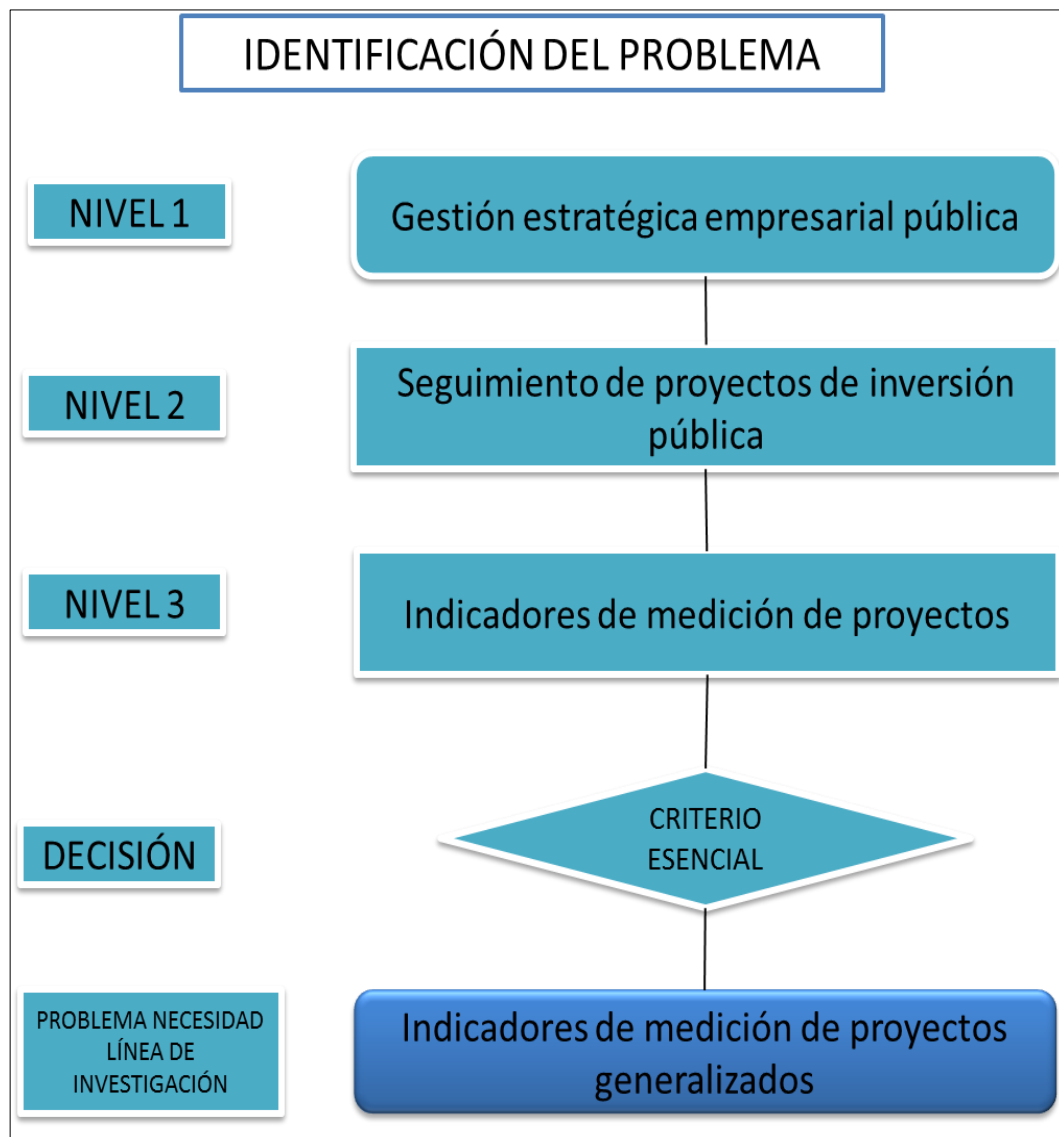 IDENTIFICACIÓN DEL PROBLEMA
NIVEL 1
Gestión estratégica empresarial pública
NIVEL 2
Seguimiento de proyectos de inversión
pública
NIVEL 3
Indicadores de medición de proyectos
DECISIÓN
CRITERIO
ESENCIAL
PROBLEMA NECESIDAD
LÍNEA DE
INVESTIGACIÓN
Indicadores de medición de proyectos
generalizados